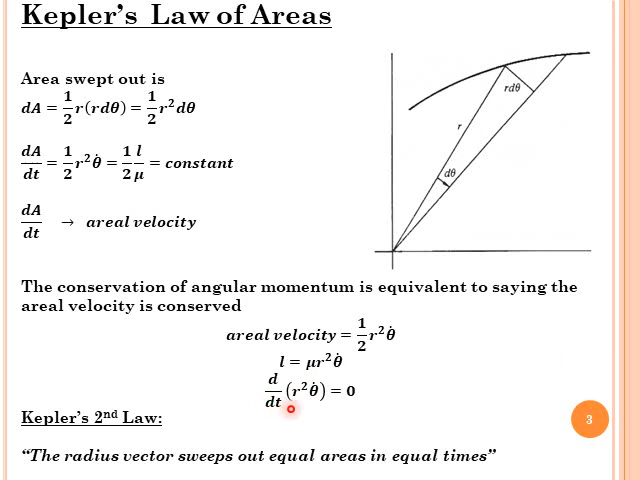 Kepler's Law of Areas
Area swept out is
dA = 1/2 r(rdθ) = 1/2 r²dθ
dA/dt = 1/2 r²θ̇ = 1/2 l/μ = constant
dA/dt → areal velocity
r
rdθ
dθ
The conservation of angular momentum is equivalent to saying the
areal velocity is conserved
areal velocity = 1/2 r²θ̇
l = μr²θ̇
d/dt (r²θ̇) = 0
Kepler's 2nd Law:
3
"The radius vector sweeps out equal areas in equal times"